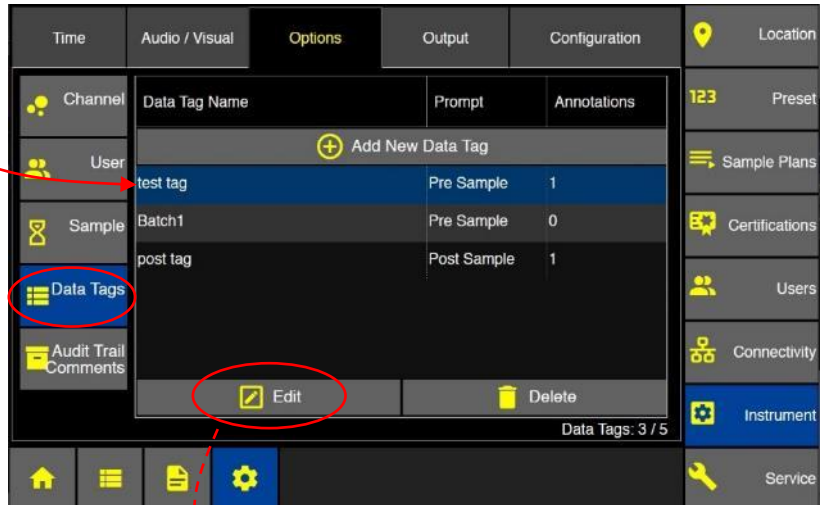 Time Audio / Visual Options Output Configuration
Location
Channel
Data Tag Name Prompt Annotations
123 Preset
Add New Data Tag
User
Sample Plans
test tag Pre Sample 1
Sample
Batch1 Pre Sample 0
Certifications
post tag Post Sample 1
Data Tags
Users
Audit Trail
Comments
Connectivity
Edit Delete
Instrument
Data Tags: 3 / 5
Service